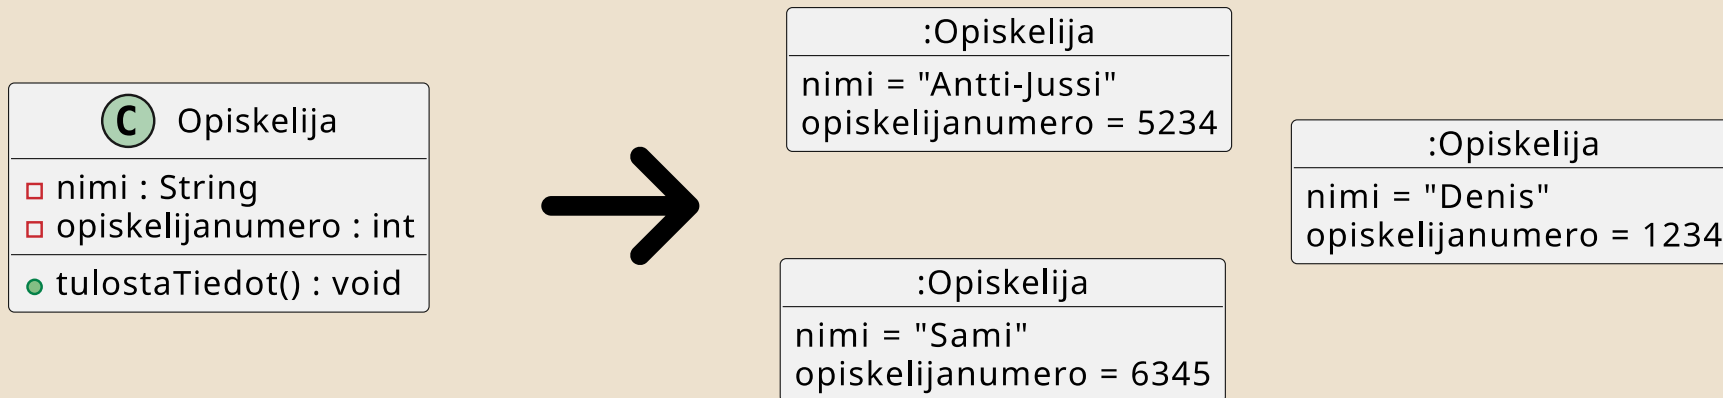 C Opiskelija
nimi : String
opiskelijanumero : int
tulostaTiedot() : void
:Opiskelija
nimi = "Antti-Jussi"
opiskelijanumero = 5234
:Opiskelija
nimi = "Denis"
opiskelijanumero = 1234
:Opiskelija
nimi = "Sami"
opiskelijanumero = 6345